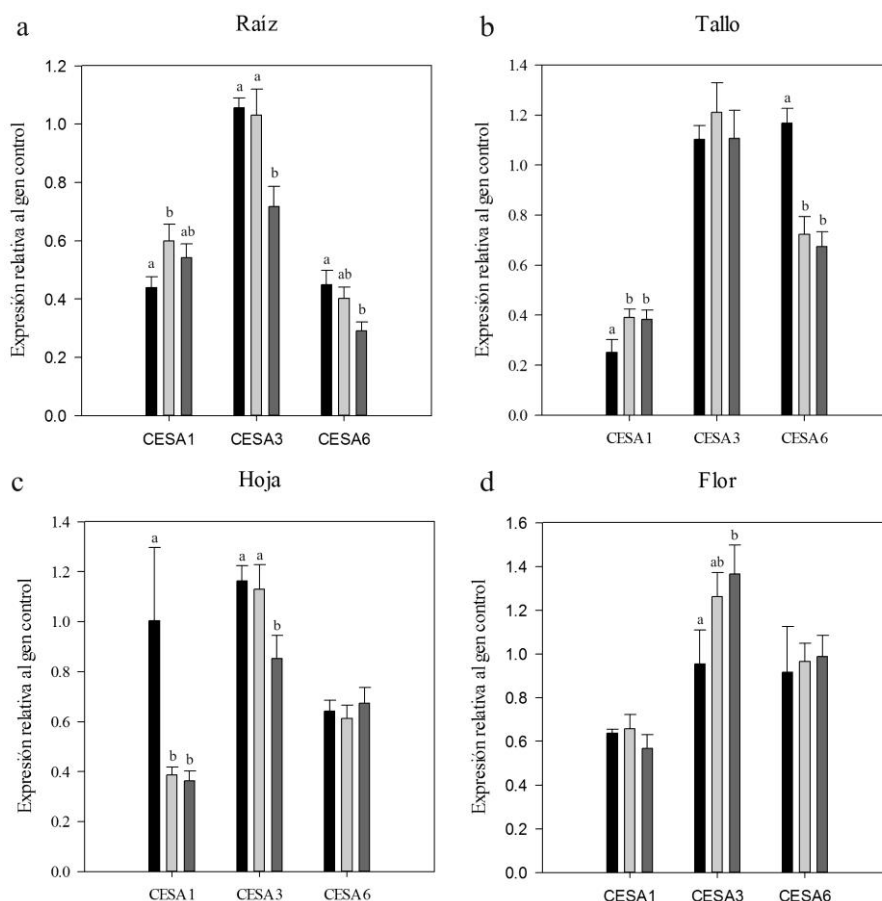 a Raíz
Expresión relativa al gen control
1.2
1.0
0.8
0.6
0.4
0.2
0.0
a b ab
a a b
a ab b
CESA1 CESA3 CESA6
b Tallo
Expresión relativa al gen control
1.4
1.2
1.0
0.8
0.6
0.4
0.2
0.0
a b b
a b b
CESA1 CESA3 CESA6
c Hoja
Expresión relativa al gen control
1.4
1.2
1.0
0.8
0.6
0.4
0.2
0.0
a b b
a a b
CESA1 CESA3 CESA6
d Flor
Expresión relativa al gen control
1.6
1.4
1.2
1.0
0.8
0.6
0.4
0.2
0.0
a ab b
CESA1 CESA3 CESA6